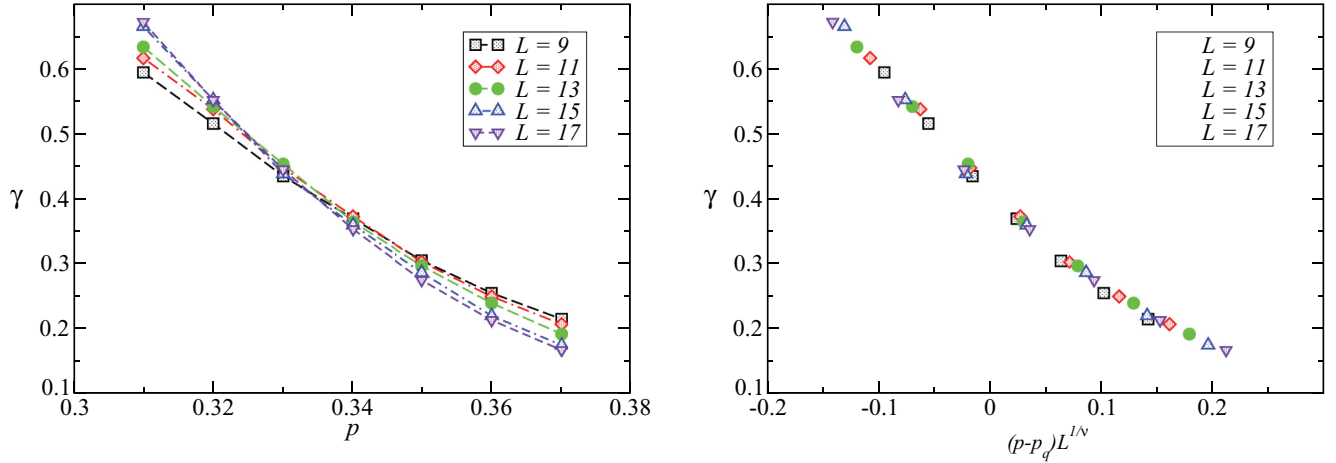 0.6
0.5
0.4
0.3
0.2
0.1
γ
0.3
0.32
0.34
0.36
0.38
p
L = 9
L = 11
L = 13
L = 15
L = 17
0.6
0.5
0.4
0.3
0.2
0.1
γ
-0.2
-0.1
0
0.1
0.2
(p-p_q)L^{1/ν}
L = 9
L = 11
L = 13
L = 15
L = 17